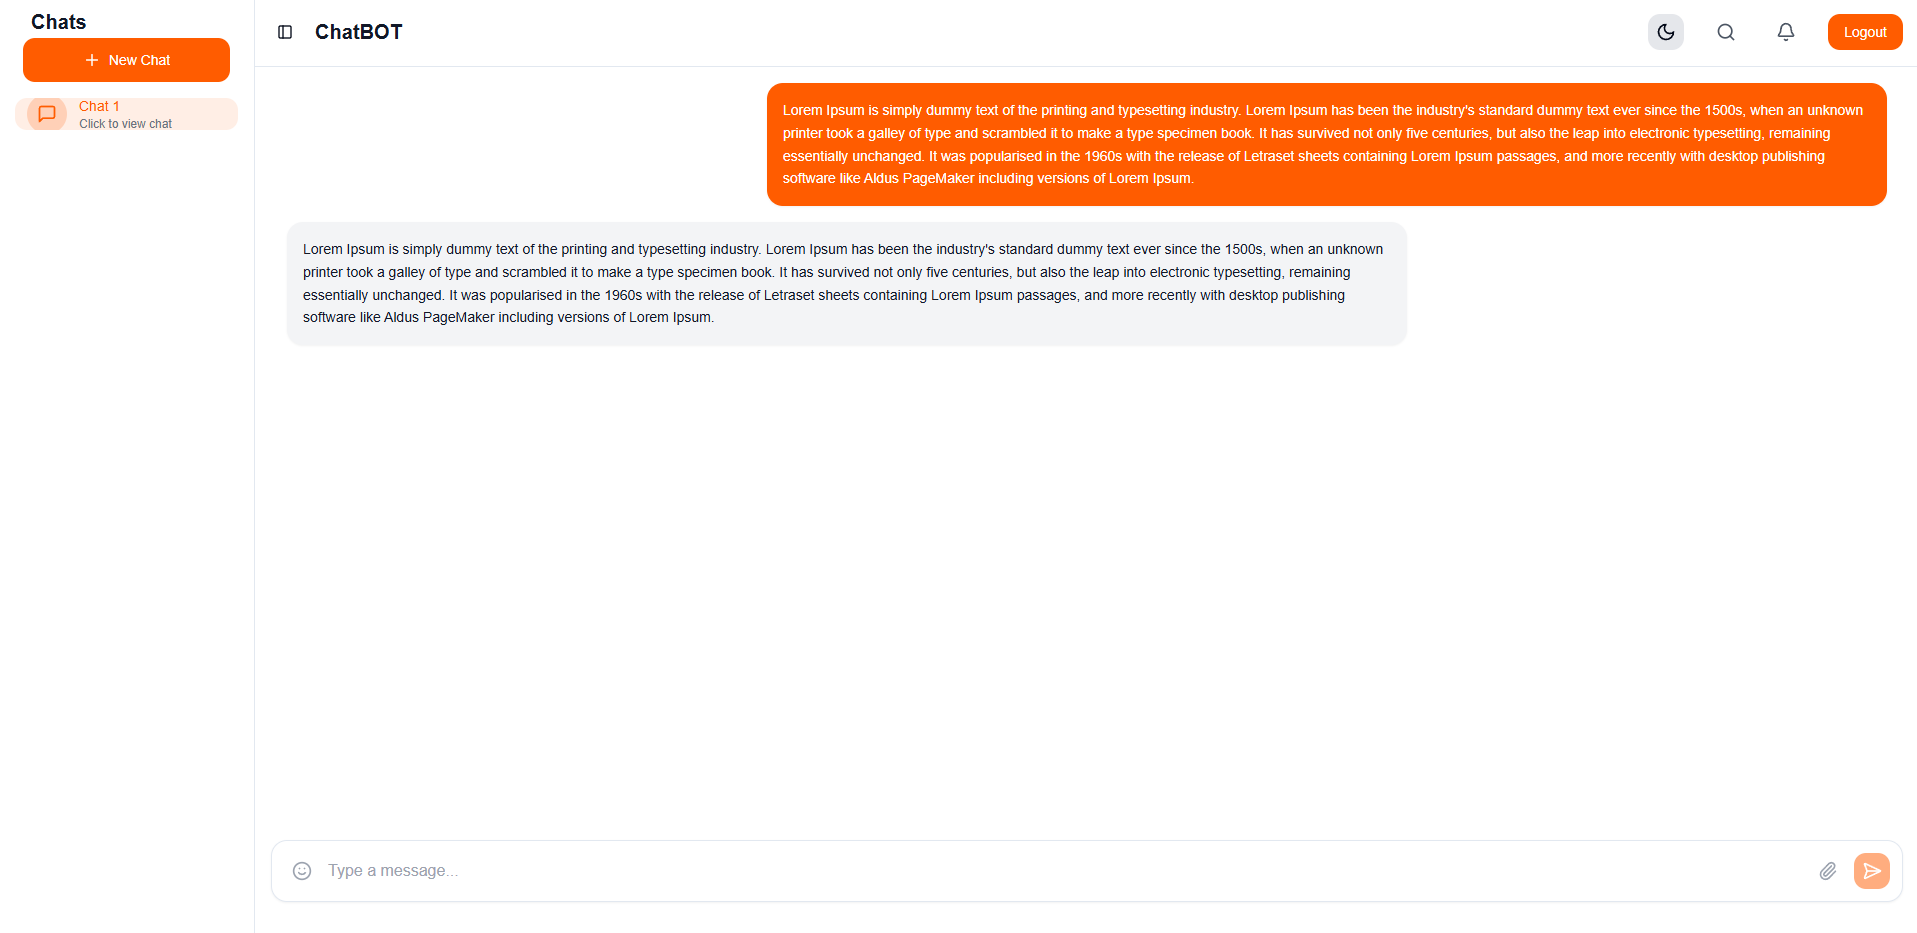 Chats
New Chat
Chat 1
Click to view chat
ChatBOT
Logout
Lorem Ipsum is simply dummy text of the printing and typesetting industry. Lorem Ipsum has been the industry's standard dummy text ever since the 1500s, when an unknown
printer took a galley of type and scrambled it to make a type specimen book. It has survived not only five centuries, but also the leap into electronic typesetting, remaining
essentially unchanged. It was popularised in the 1960s with the release of Letraset sheets containing Lorem Ipsum passages, and more recently with desktop publishing
software like Aldus PageMaker including versions of Lorem Ipsum.
Lorem Ipsum is simply dummy text of the printing and typesetting industry. Lorem Ipsum has been the industry's standard dummy text ever since the 1500s, when an unknown
printer took a galley of type and scrambled it to make a type specimen book. It has survived not only five centuries, but also the leap into electronic typesetting, remaining
essentially unchanged. It was popularised in the 1960s with the release of Letraset sheets containing Lorem Ipsum passages, and more recently with desktop publishing
software like Aldus PageMaker including versions of Lorem Ipsum.
Type a message...